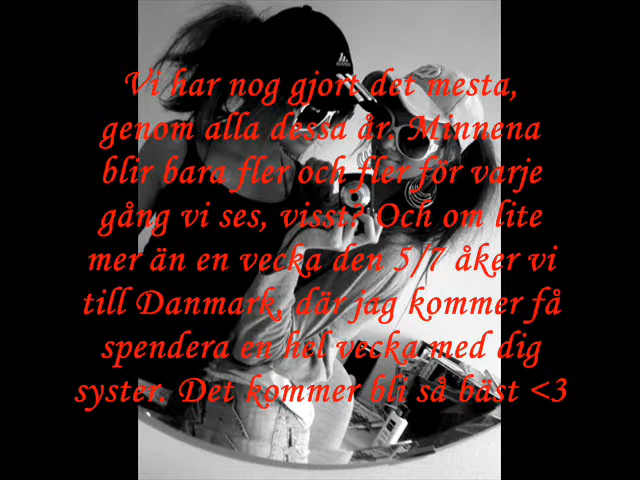 Vi har nog gjort det mesta,
genom alla dessa år. Minnena
blir bara fler och fler för varje
gång vi ses, visst? Och om lite
mer än en vecka den 5/7 åker vi
till Danmark, där jag kommer få
spendera en hel vecka med dig
syster. Det kommer bli så bäst <3